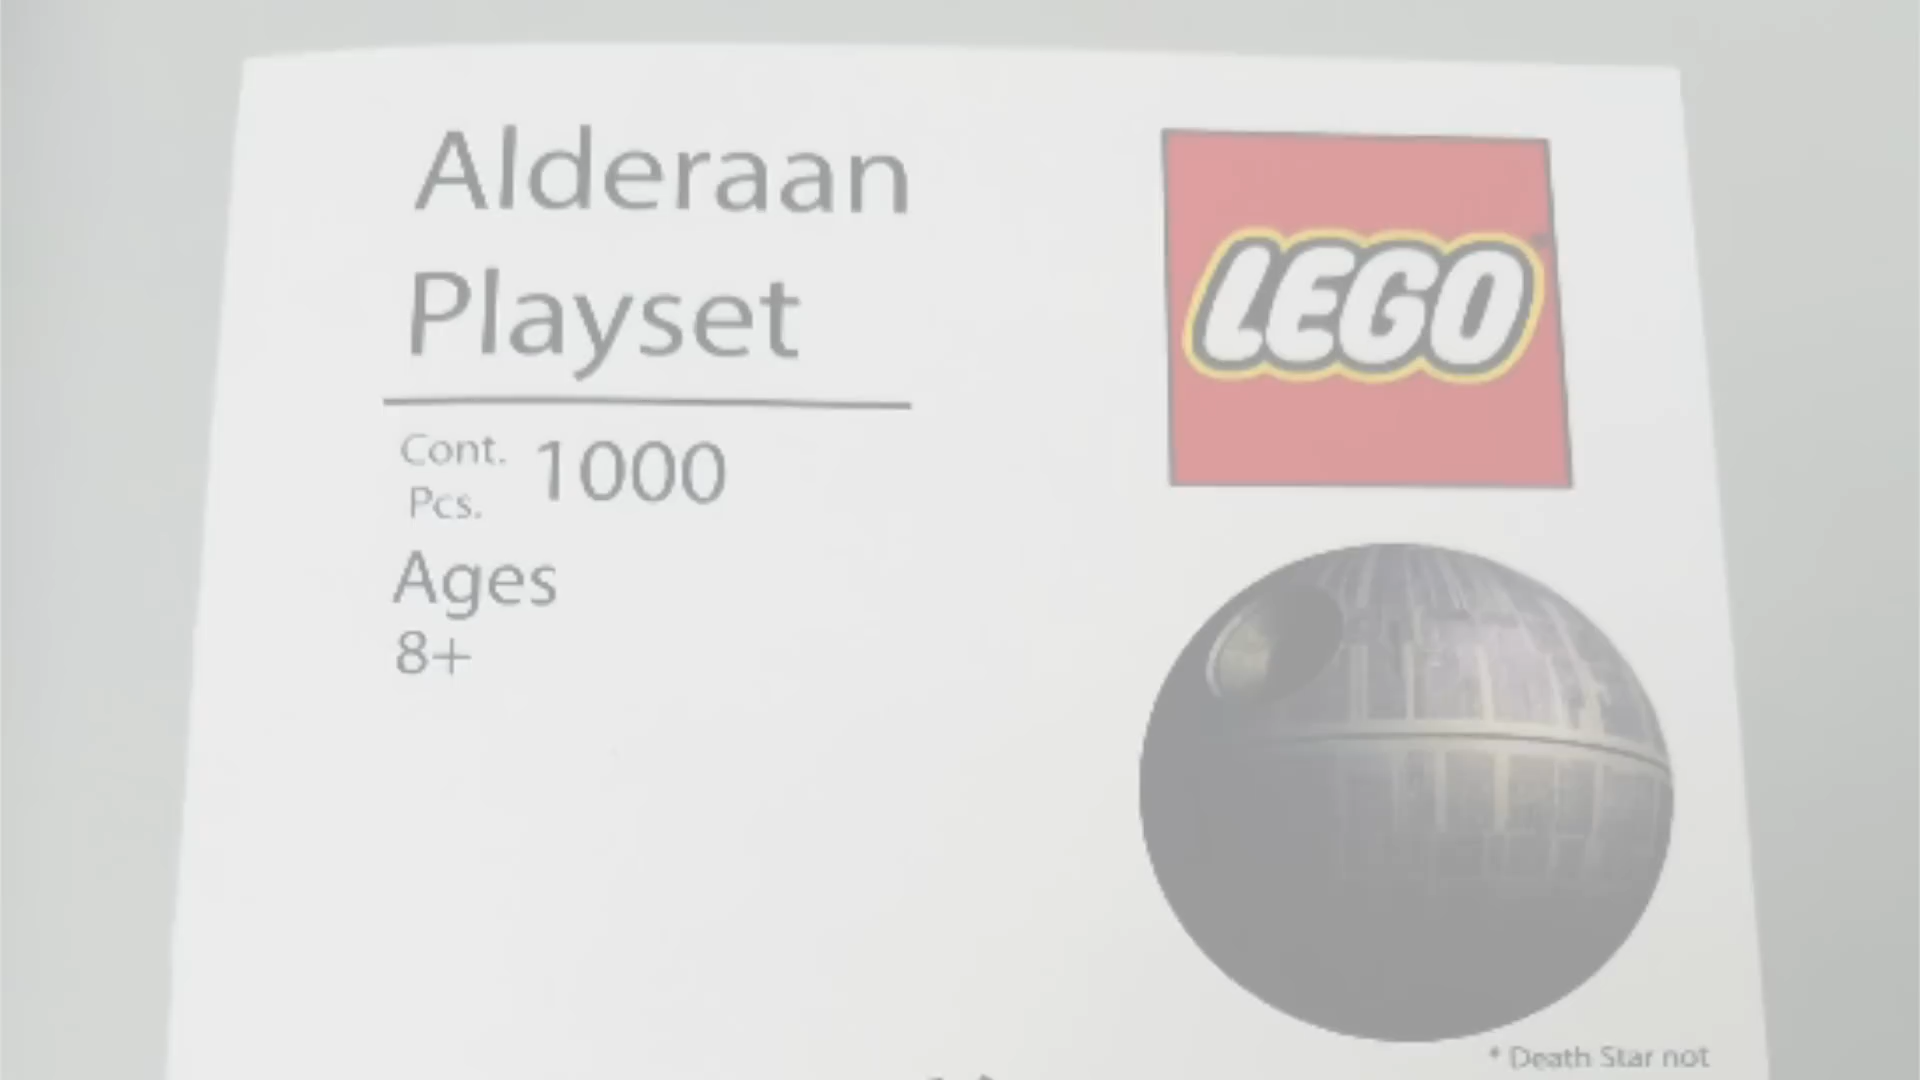 Alderaan
Playset
LEGO
Cont.
Pcs.
1000
Ages
8+
* Death Star not